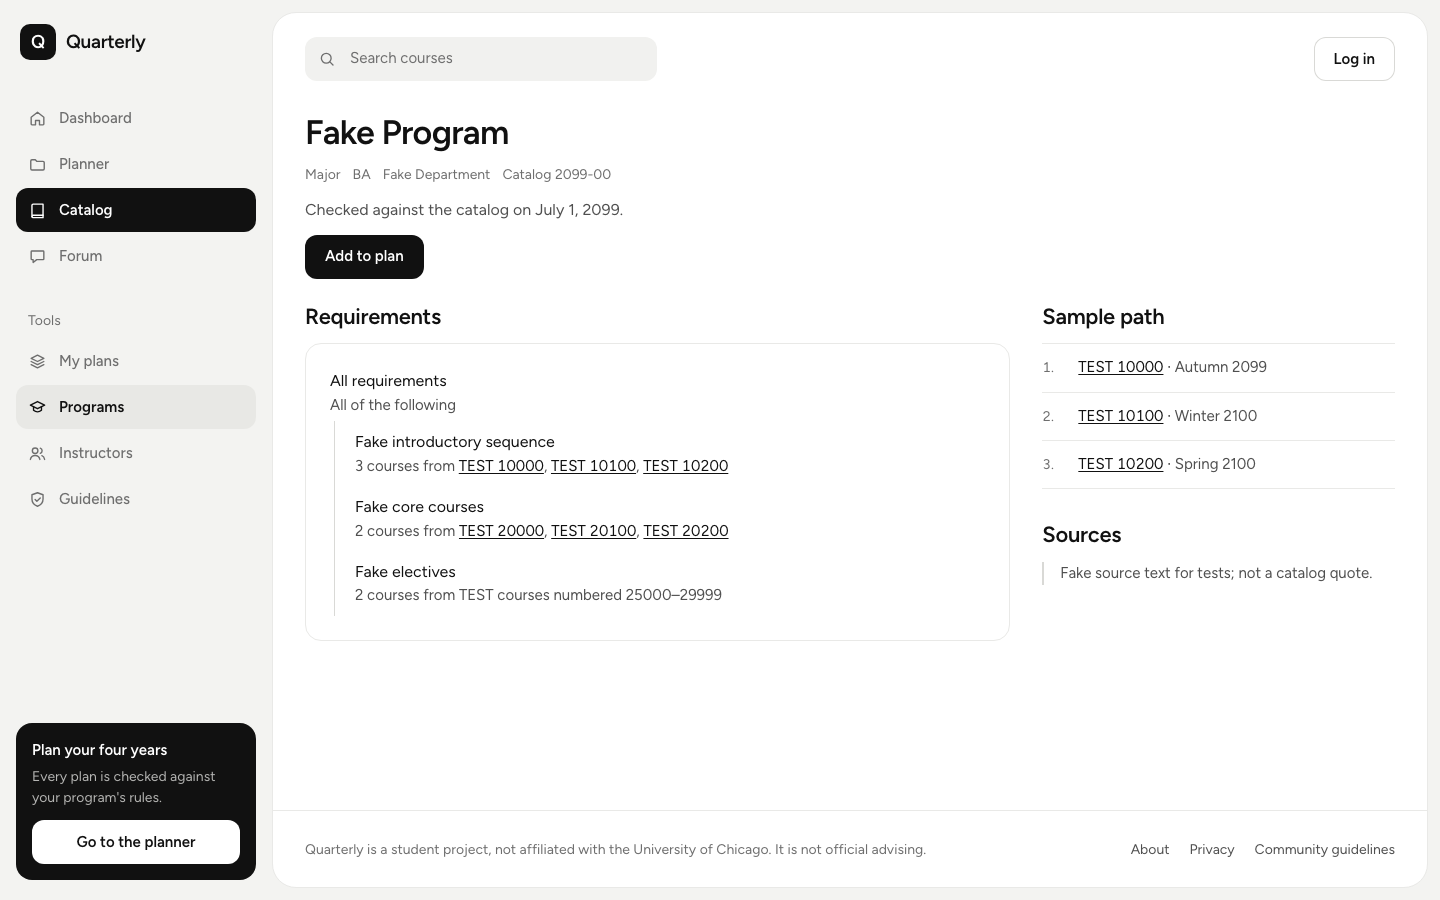 Q Quarterly
Dashboard
Planner
Catalog
Forum
Tools
My plans
Programs
Instructors
Guidelines
Plan your four years
Every plan is checked against
your program's rules.
Go to the planner
Search courses
Log in
Fake Program
Major BA Fake Department Catalog 2099-00
Checked against the catalog on July 1, 2099.
Add to plan
Requirements
All requirements
All of the following
Fake introductory sequence
3 courses from TEST 10000, TEST 10100, TEST 10200
Fake core courses
2 courses from TEST 20000, TEST 20100, TEST 20200
Fake electives
2 courses from TEST courses numbered 25000–29999
Sample path
1. TEST 10000 · Autumn 2099
2. TEST 10100 · Winter 2100
3. TEST 10200 · Spring 2100
Sources
Fake source text for tests; not a catalog quote.
Quarterly is a student project, not affiliated with the University of Chicago. It is not official advising.
About Privacy Community guidelines